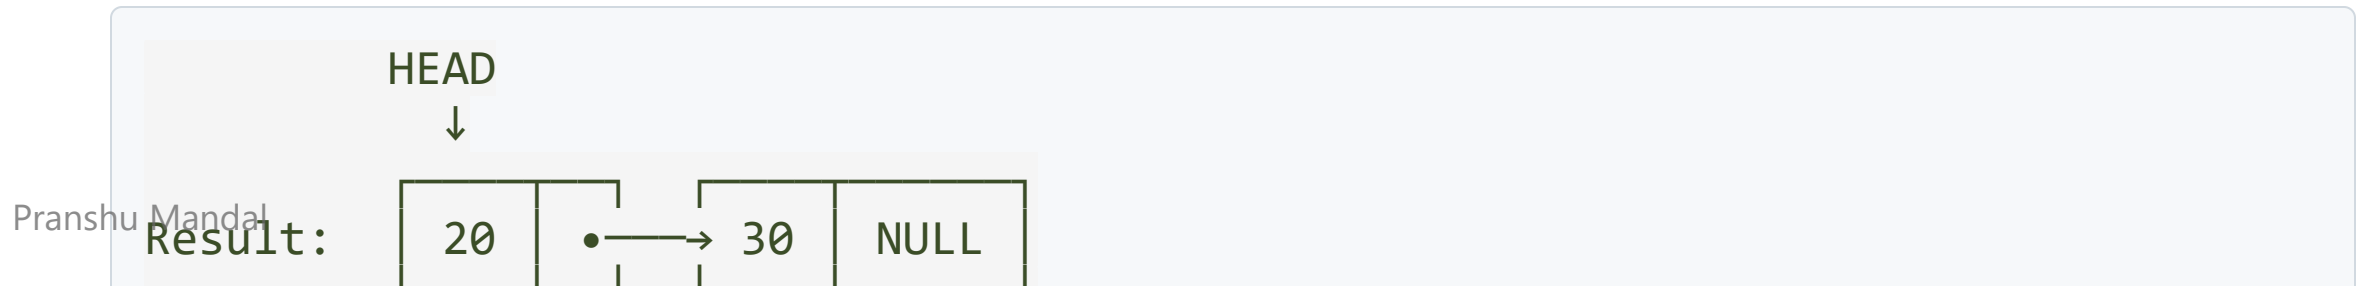 HEAD
↓
Pranshu Mandal
Result: 20 •──→ 30 NULL